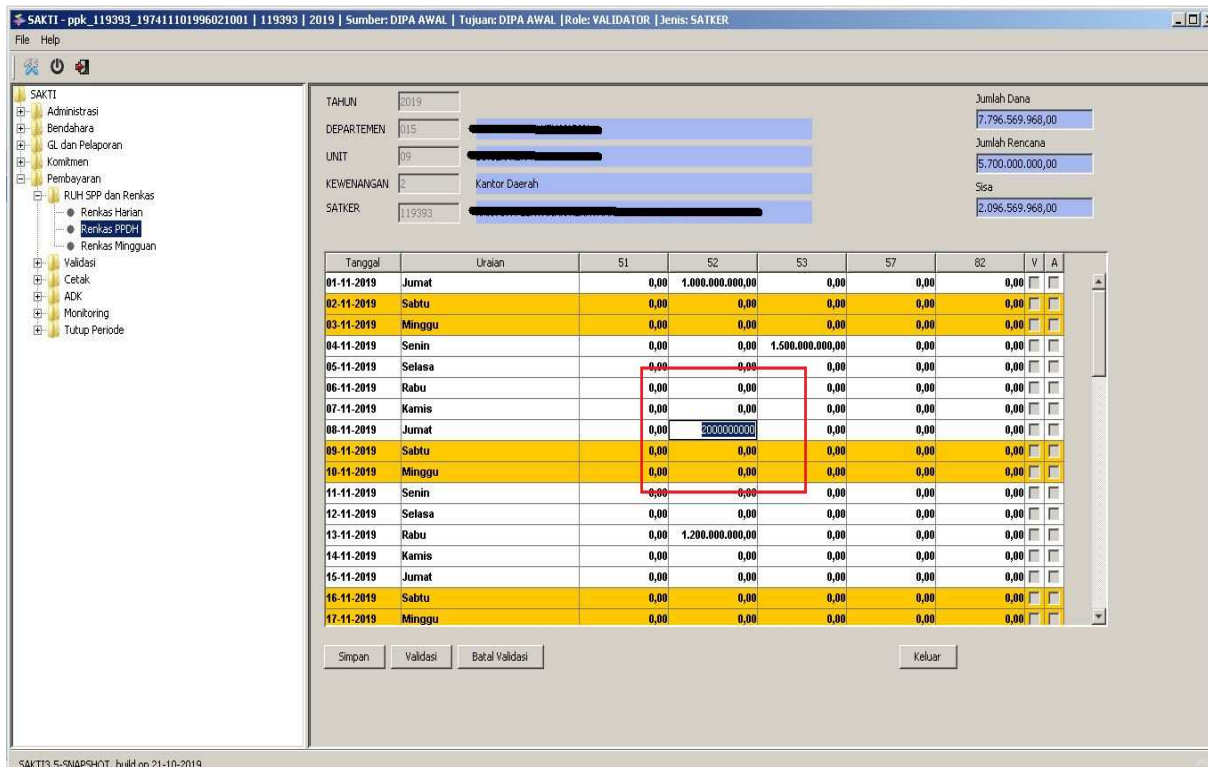 SAKTI - ppk_119393_197411101996021001 | 119393 | 2019 | Sumber: DIPA AWAL | Tujuan: DIPA AWAL |Role: VALIDATOR |Jenis: SATKER
File Help
SAKTI
Administrasi
Bendahara
GL dan Pelaporan
Komitmen
Pembayaran
RUH SPP dan Renkas
Renkas Harian
Renkas PPDH
Renkas Mingguan
Validasi
Cetak
ADK
Monitoring
Tutup Periode
TAHUN 2019
DEPARTEMEN 015
UNIT 09
KEWENANGAN 2 Kantor Daerah
SATKER 119393
Jumlah Dana
7.796.569.968,00
Jumlah Rencana
5.700.000.000,00
Sisa
2.096.569.968,00
Tanggal Uraian 51 52 53 57 82 V A
01-11-2019 Jumat 0,00 1.000.000.000,00 0,00 0,00 0,00
02-11-2019 Sabtu 0,00 0,00 0,00 0,00 0,00
03-11-2019 Minggu 0,00 0,00 0,00 0,00 0,00
04-11-2019 Senin 0,00 0,00 1.500.000.000,00 0,00 0,00
05-11-2019 Selasa 0,00 0,00 0,00 0,00 0,00
06-11-2019 Rabu 0,00 0,00 0,00 0,00 0,00
07-11-2019 Kamis 0,00 0,00 0,00 0,00 0,00
08-11-2019 Jumat 0,00 2000000000 0,00 0,00 0,00
09-11-2019 Sabtu 0,00 0,00 0,00 0,00 0,00
10-11-2019 Minggu 0,00 0,00 0,00 0,00 0,00
11-11-2019 Senin 0,00 0,00 0,00 0,00 0,00
12-11-2019 Selasa 0,00 0,00 0,00 0,00 0,00
13-11-2019 Rabu 0,00 1.200.000.000,00 0,00 0,00 0,00
14-11-2019 Kamis 0,00 0,00 0,00 0,00 0,00
15-11-2019 Jumat 0,00 0,00 0,00 0,00 0,00
16-11-2019 Sabtu 0,00 0,00 0,00 0,00 0,00
17-11-2019 Minggu 0,00 0,00 0,00 0,00 0,00
Simpan Validasi Batal Validasi Keluar
SAKTI3.5-SNAPSHOT build on 21-10-2019